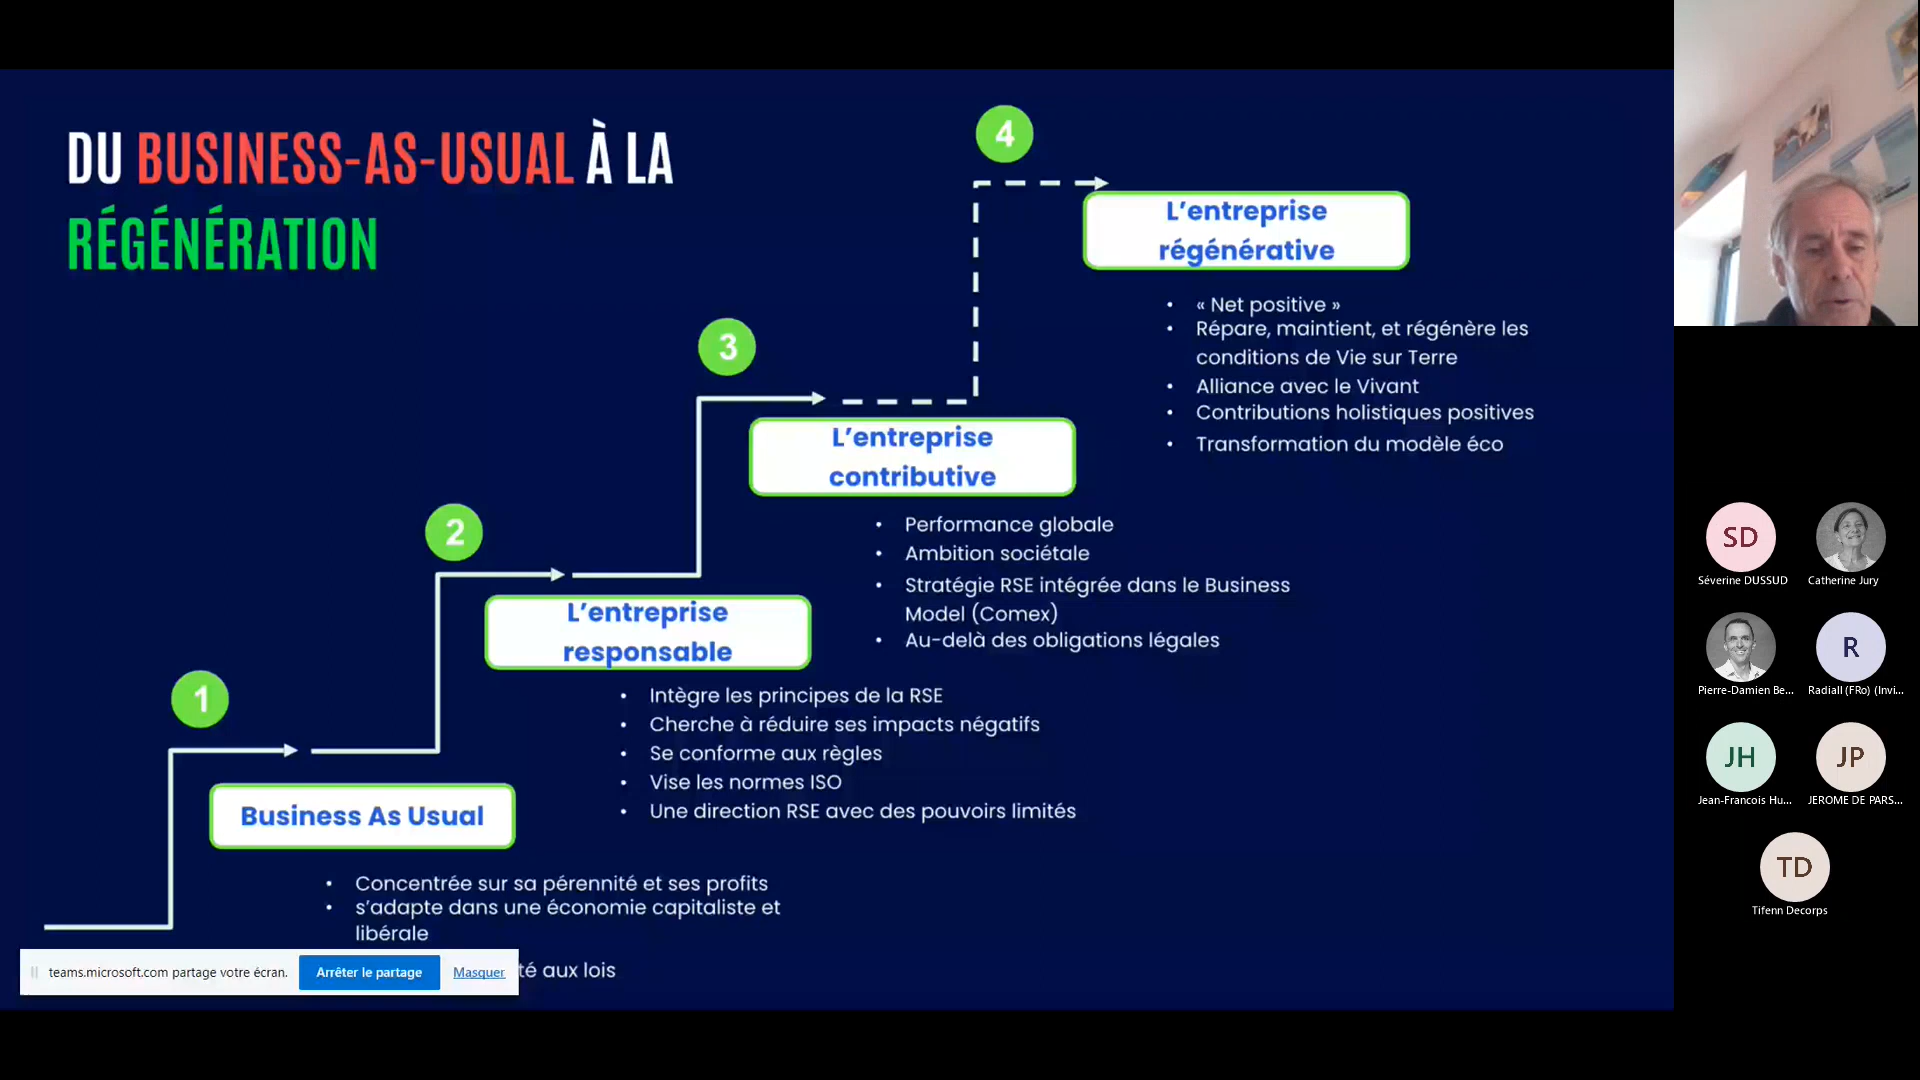 DU BUSINESS-AS-USUAL À LA
RÉGÉNÉRATION
4
L'entreprise
régénérative
• « Net positive »
• Répare, maintient, et régénère les
conditions de Vie sur Terre
• Alliance avec le Vivant
• Contributions holistiques positives
• Transformation du modèle éco
3
L'entreprise
contributive
• Performance globale
• Ambition sociétale
• Stratégie RSE intégrée dans le Business
Model (Comex)
• Au-delà des obligations légales
2
L'entreprise
responsable
• Intègre les principes de la RSE
• Cherche à réduire ses impacts négatifs
• Se conforme aux règles
• Vise les normes ISO
• Une direction RSE avec des pouvoirs limités
1
Business As Usual
• Concentrée sur sa pérennité et ses profits
• s'adapte dans une économie capitaliste et
libérale
té aux lois
teams.microsoft.com partage votre écran.
Arrêter le partage
Masquer
SD
Séverine DUSSUD
Catherine Jury
Pierre-Damien Be...
R
Radiall (FRo) (Invi...
JH
Jean-Francois Hu...
JP
JEROME DE PARS...
TD
Tifenn Decorps